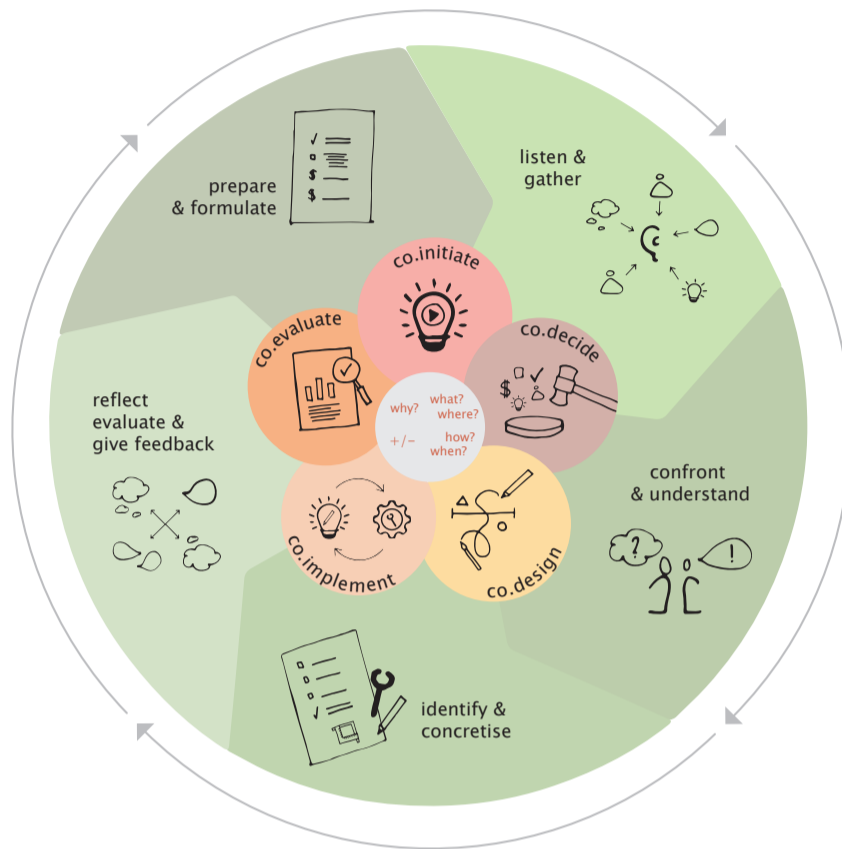 prepare
& formulate
listen &
gather
co.initiate
co.evaluate
co.decide
why?
what?
where?
+/−
how?
when?
reflect
evaluate &
give feedback
confront
& understand
co.implement
co.design
identify &
concretise
$
$
$
?
!